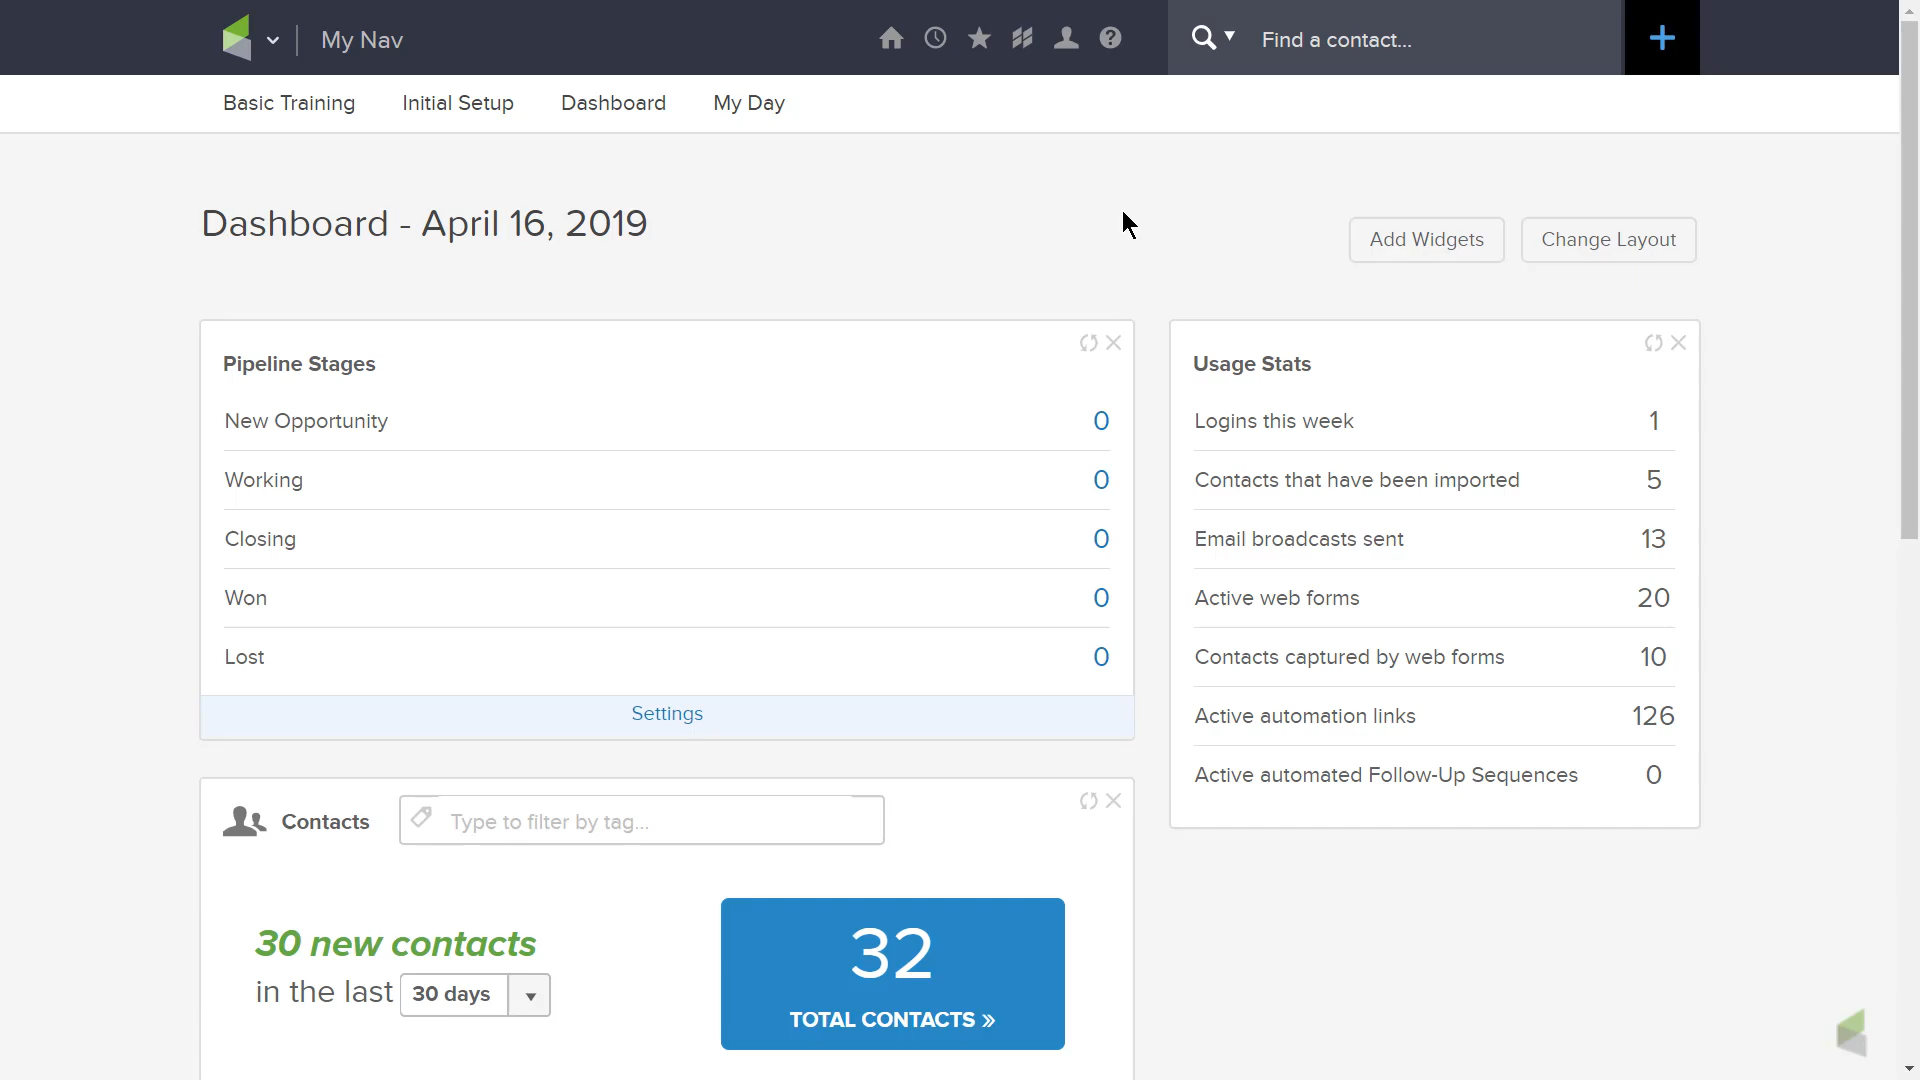 My Nav
Find a contact...
Basic Training
Initial Setup
Dashboard
My Day
Dashboard - April 16, 2019
Add Widgets
Change Layout
Pipeline Stages
New Opportunity 0
Working 0
Closing 0
Won 0
Lost 0
Settings
Usage Stats
Logins this week 1
Contacts that have been imported 5
Email broadcasts sent 13
Active web forms 20
Contacts captured by web forms 10
Active automation links 126
Active automated Follow-Up Sequences 0
Contacts
Type to filter by tag...
30 new contacts
in the last 30 days
32
TOTAL CONTACTS »